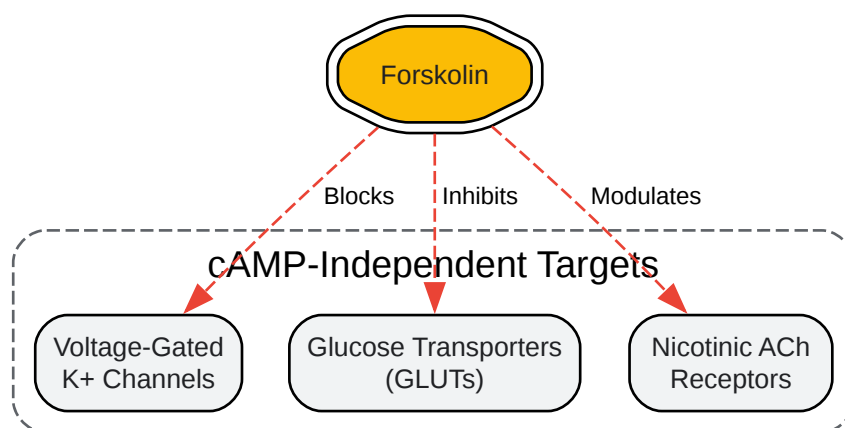 Forskolin
Blocks
Inhibits
Modulates
cAMP-Independent Targets
Voltage-Gated
K+ Channels
Glucose Transporters
(GLUTs)
Nicotinic ACh
Receptors